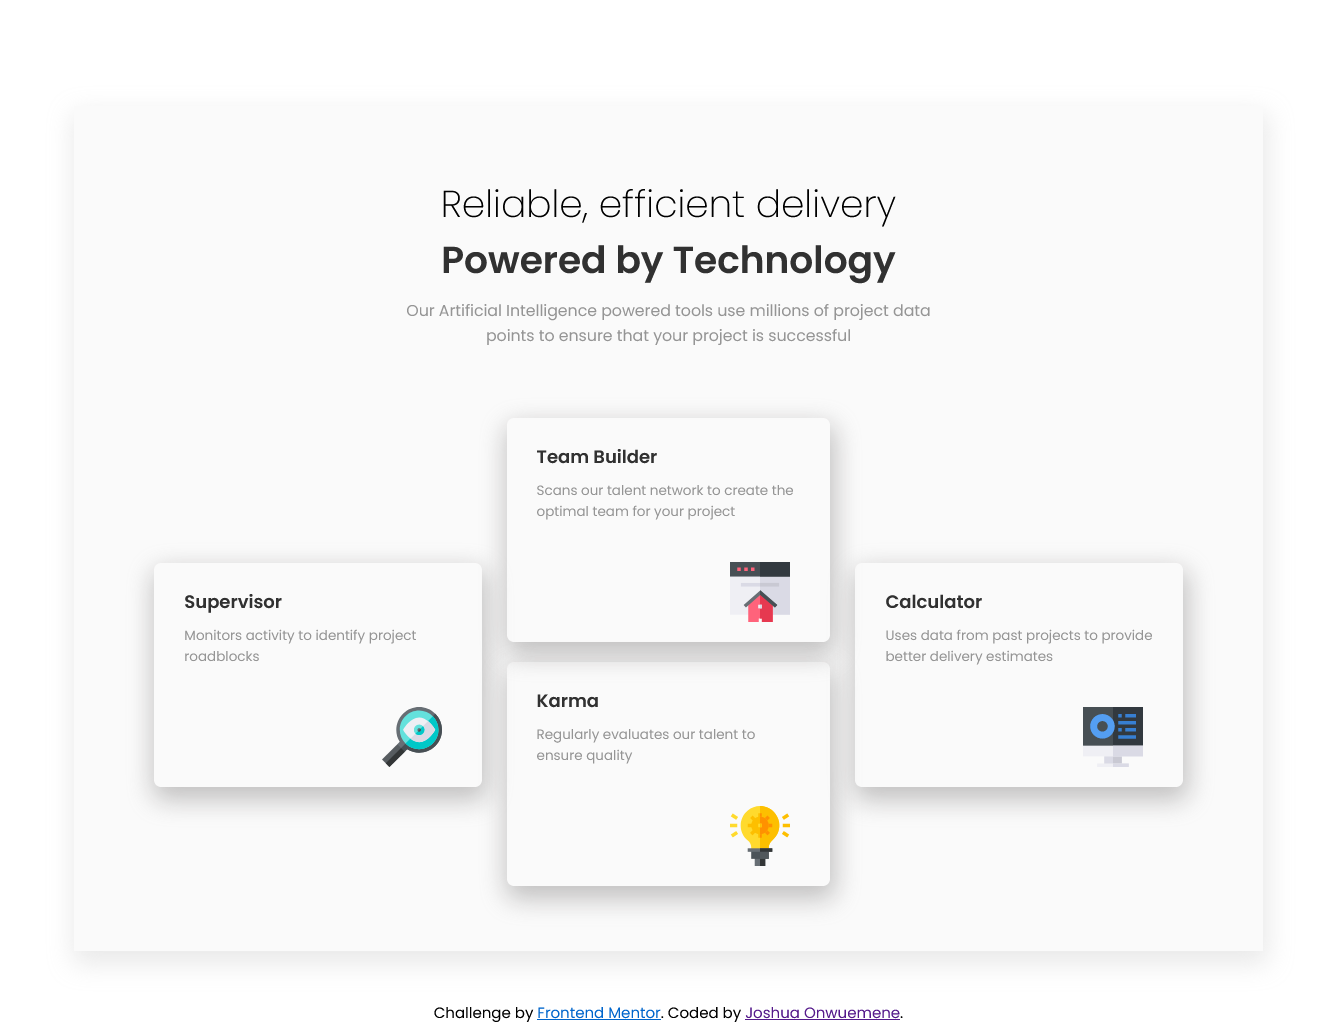 Reliable, efficient delivery
Powered by Technology
Our Artificial Intelligence powered tools use millions of project data
points to ensure that your project is successful
Team Builder
Scans our talent network to create the
optimal team for your project
Supervisor
Monitors activity to identify project
roadblocks
Calculator
Uses data from past projects to provide
better delivery estimates
Karma
Regularly evaluates our talent to
ensure quality
Challenge by Frontend Mentor. Coded by Joshua Onwuemene.